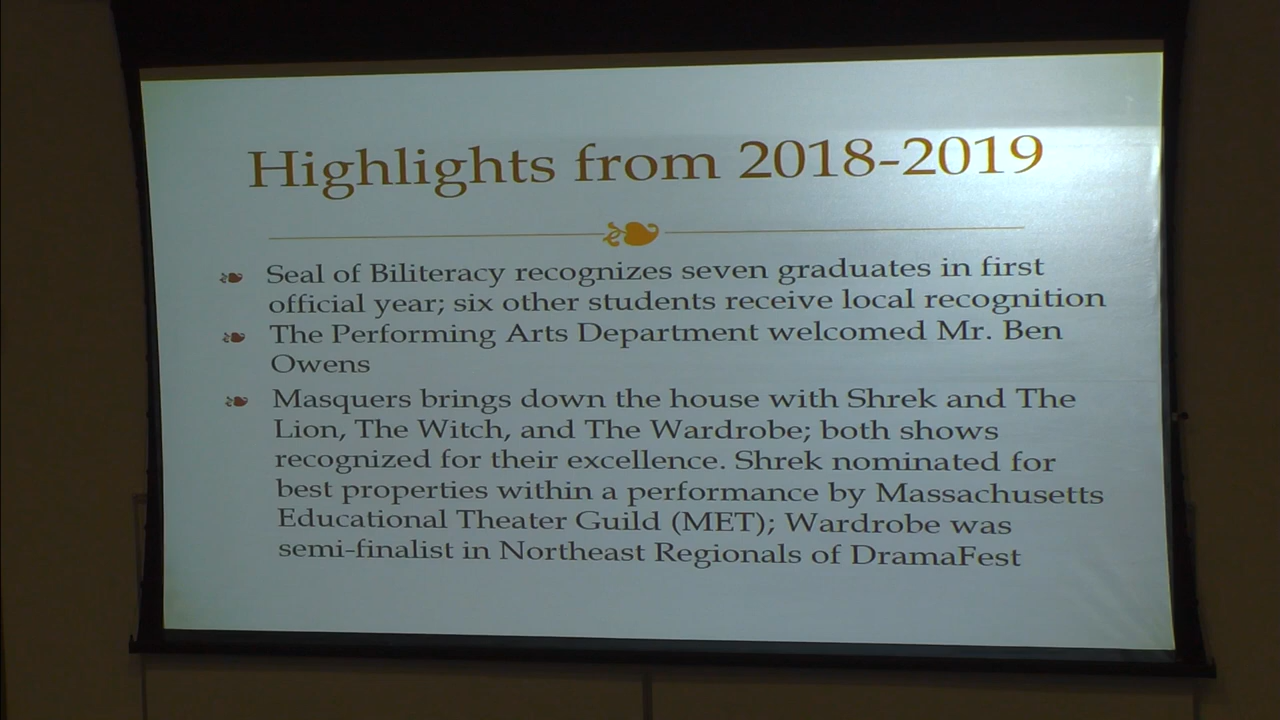 Highlights from 2018-2019
Seal of Biliteracy recognizes seven graduates in first
official year; six other students receive local recognition
The Performing Arts Department welcomed Mr. Ben
Owens
Masquers brings down the house with Shrek and The
Lion, The Witch, and The Wardrobe; both shows
recognized for their excellence. Shrek nominated for
best properties within a performance by Massachusetts
Educational Theater Guild (MET); Wardrobe was
semi-finalist in Northeast Regionals of DramaFest